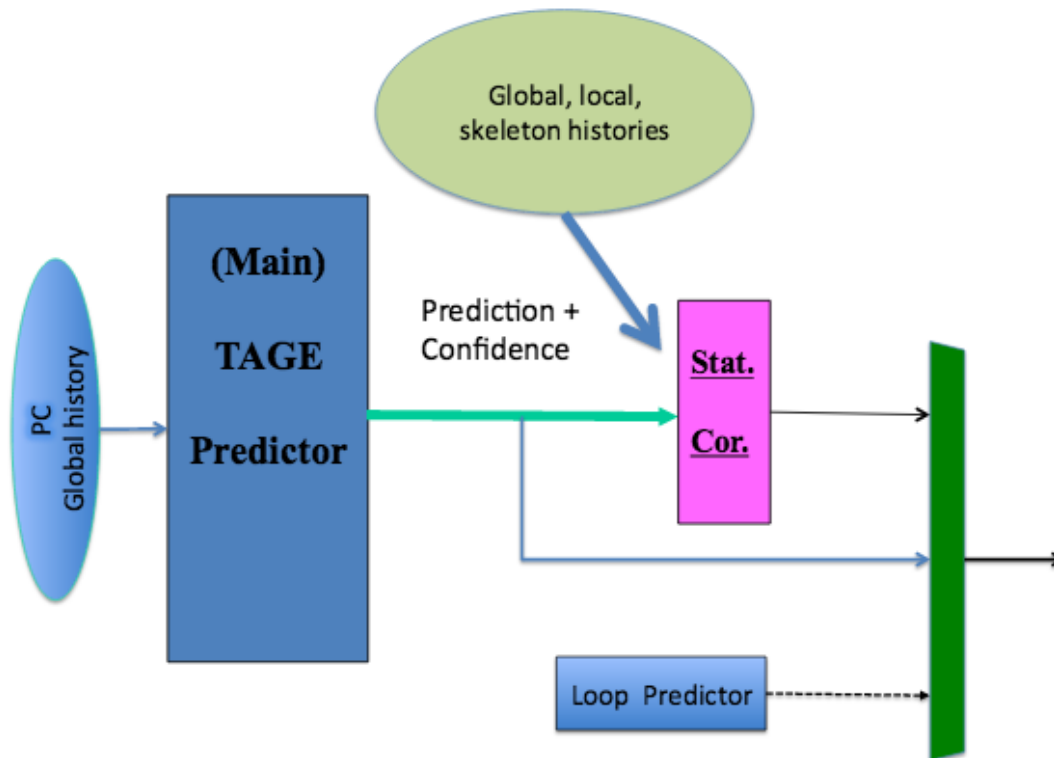 Global, local,
skeleton histories
(Main)
TAGE
Predictor
PC
Global history
Prediction +
Confidence
Stat.
Cor.
Loop Predictor